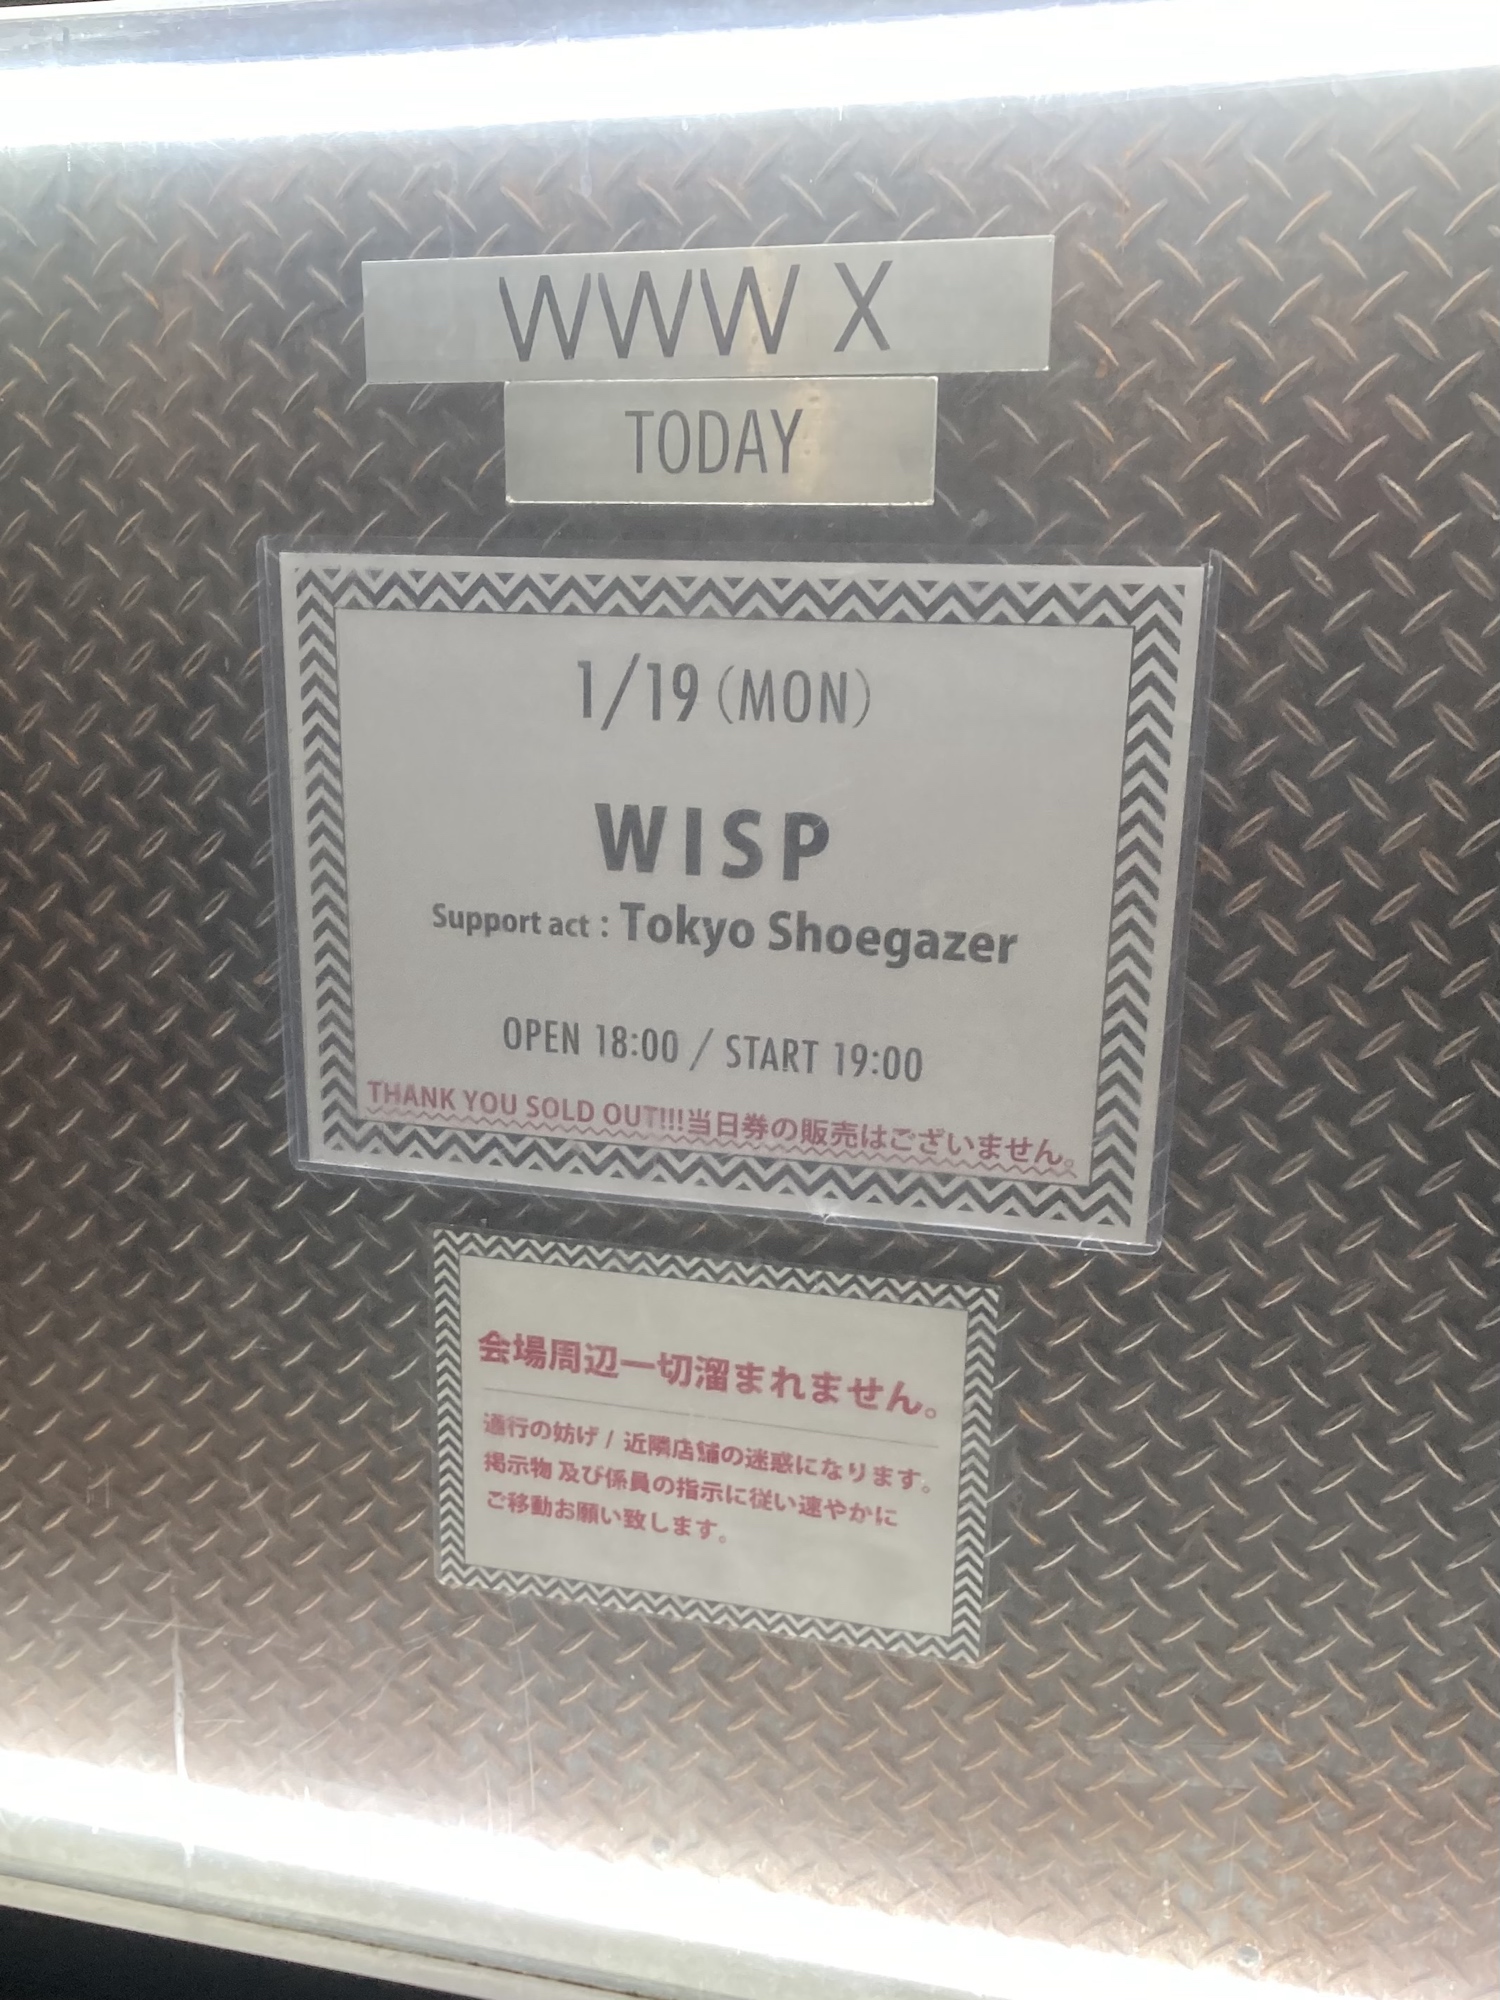 WWW X
TODAY
1/19 (MON)
WISP
Support act : Tokyo Shoegazer
OPEN 18:00 / START 19:00
THANK YOU SOLD OUT!!!当日券の販売はございません。
会場周辺一切溜まれません。
通行の妨げ / 近隣店舗の迷惑になります。
掲示物 及び係員の指示に従い速やかに
ご移動お願い致します。